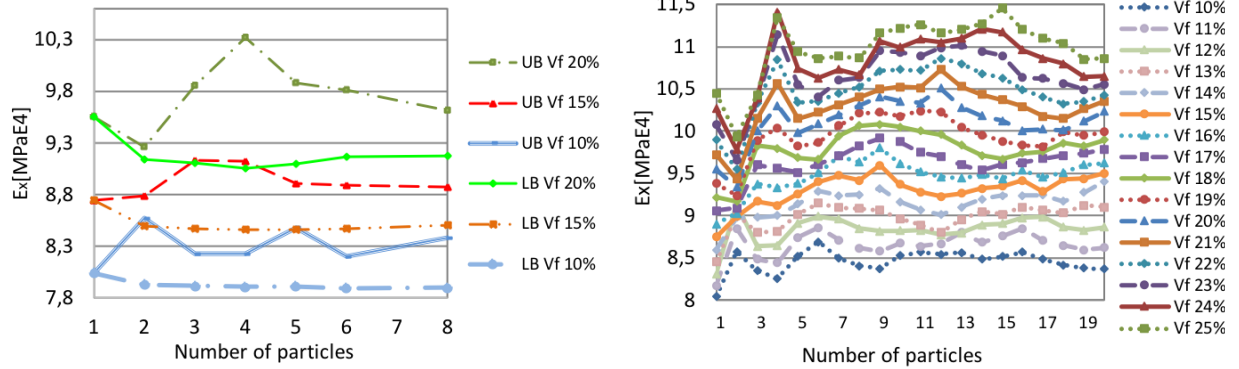 10,3
9,8
9,3
8,8
8,3
7,8
Ex[MPaE4]
1 2 3 4 5 6 7 8
Number of particles
UB Vf 20%
UB Vf 15%
UB Vf 10%
LB Vf 20%
LB Vf 15%
LB Vf 10%
11,5
11
10,5
10
9,5
9
8,5
8
Ex[MPaE4]
1 3 5 7 9 11 13 15 17 19
Number of particles
Vf 10%
Vf 11%
Vf 12%
Vf 13%
Vf 14%
Vf 15%
Vf 16%
Vf 17%
Vf 18%
Vf 19%
Vf 20%
Vf 21%
Vf 22%
Vf 23%
Vf 24%
Vf 25%